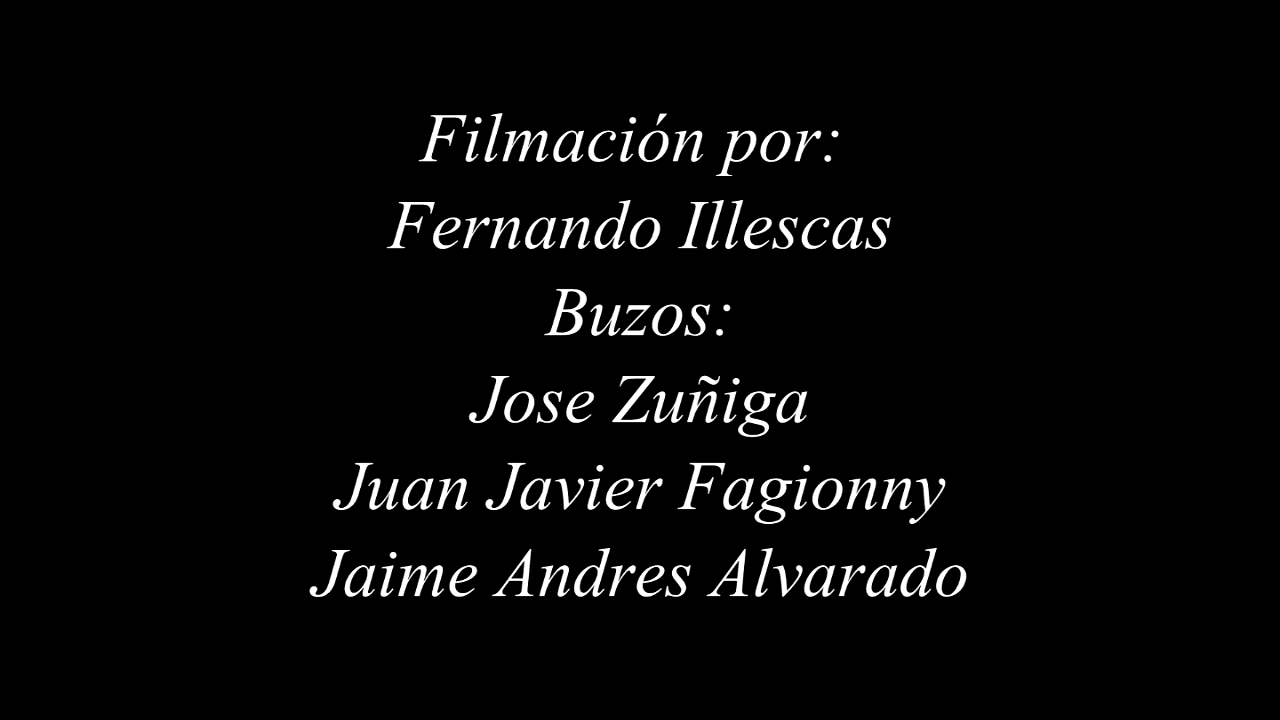 Filmación por:
Fernando Illescas
Buzos:
Jose Zuñiga
Juan Javier Fagionny
Jaime Andres Alvarado